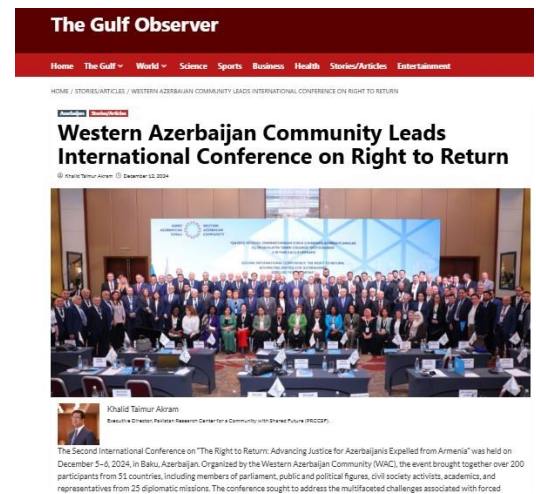 The Gulf Observer
Home The Gulf World Science Sports Business Health Stories/Articles Entertainment
HOME / STORIES/ARTICLES / WESTERN AZERBAIJAN COMMUNITY LEADS INTERNATIONAL CONFERENCE ON RIGHT TO RETURN
Azerbaijan Stories/Articles
Western Azerbaijan Community Leads
International Conference on Right to Return
Khalid Taimur Akram December 12, 2024
WESTERN
AZERBAIJAN
COMMUNITY
SECOND INTERNATIONAL CONFERENCE "THE RIGHT TO RETURN:
Khalid Taimur Akram
Executive Director, Pakistan Research Center for a Community with Shared Future (PRCCSF).
The Second International Conference on "The Right to Return: Advancing Justice for Azerbaijanis Expelled from Armenia" was held on
December 5–6, 2024, in Baku, Azerbaijan. Organized by the Western Azerbaijan Community (WAC), the event brought together over 200
participants from 51 countries, including members of parliament, public and political figures, civil society activists, academics, and
representatives from 25 diplomatic missions. The conference sought to address the multifaceted challenges associated with forced